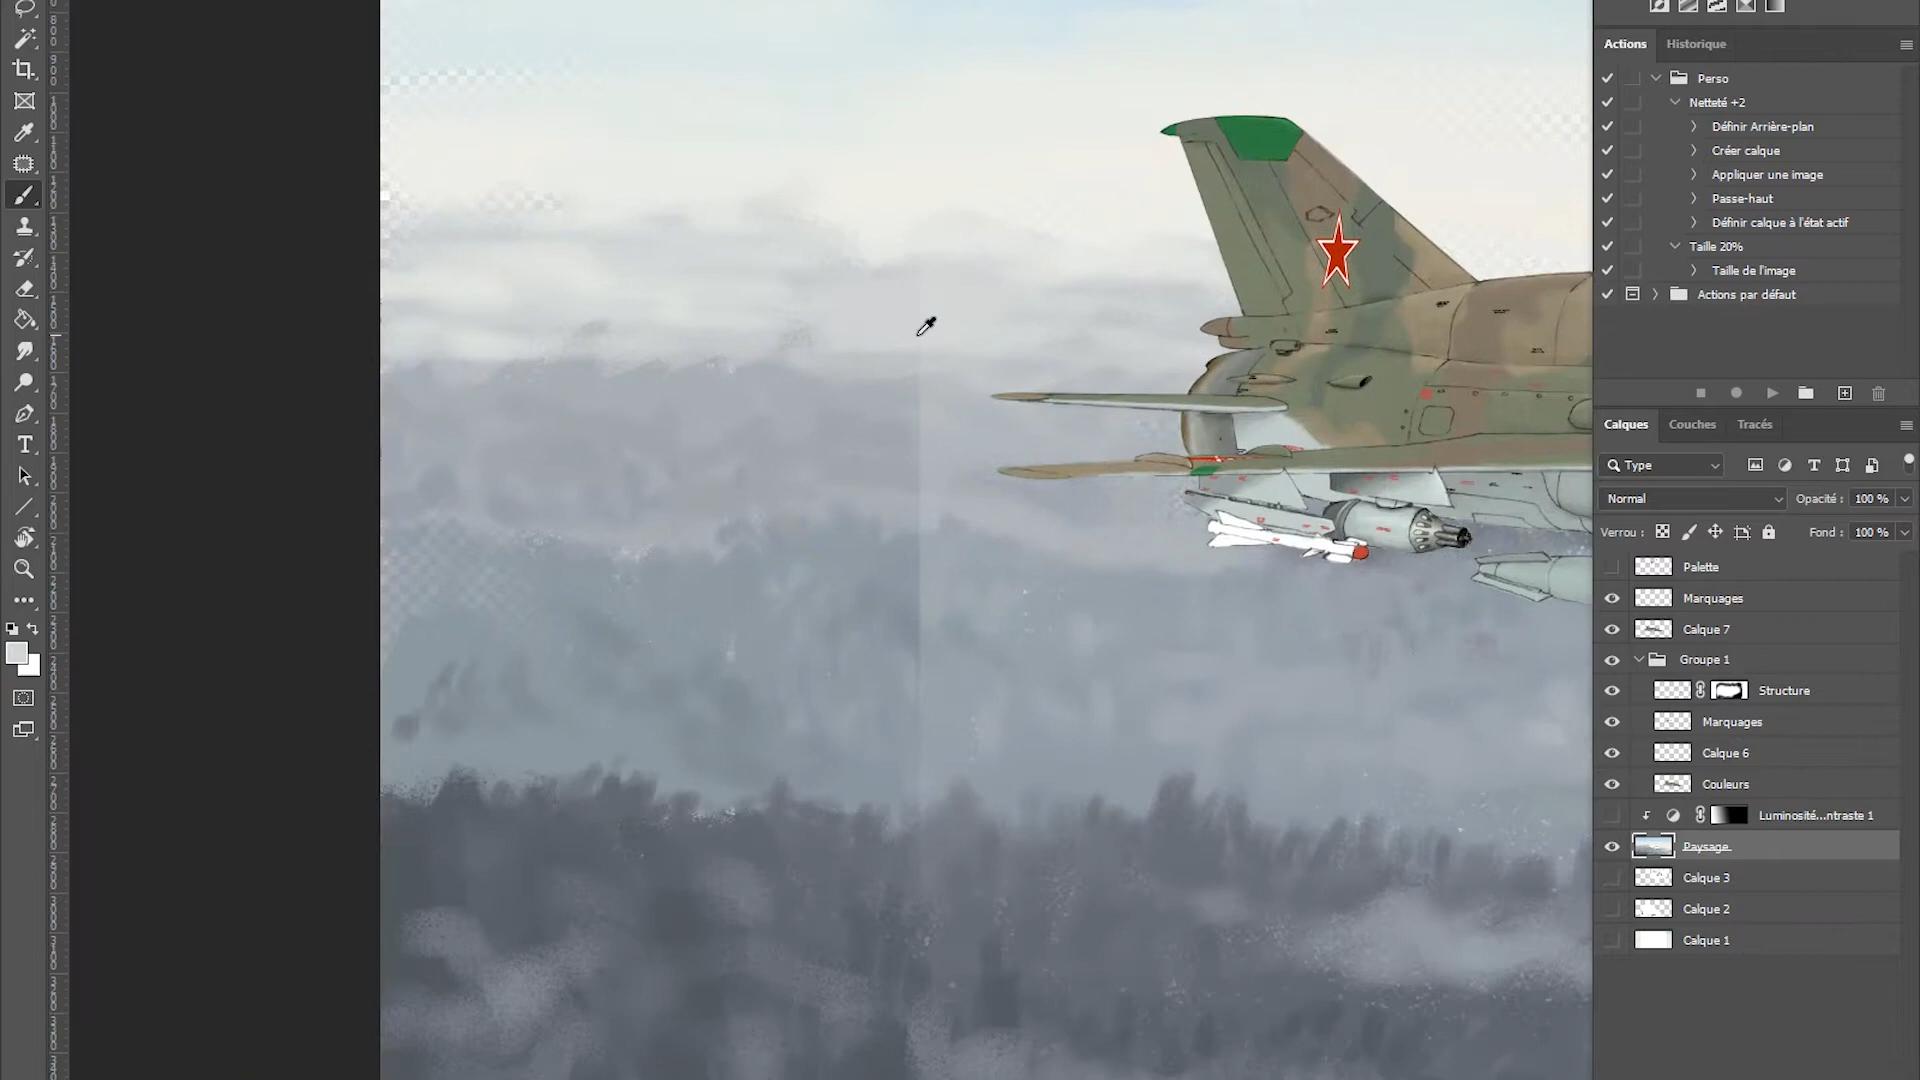 Actions Historique
Perso
Netteté +2
Définir Arrière-plan
Créer calque
Appliquer une image
Passe-haut
Définir calque à l'état actif
Taille 20%
Taille de l'image
Actions par défaut
Calques Couches Tracés
Type
Normal Opacité : 100 %
Verrou : Fond : 100 %
Palette
Marquages
Calque 7
Groupe 1
Structure
Marquages
Calque 6
Couleurs
Luminosité...ntraste 1
Paysage
Calque 3
Calque 2
Calque 1